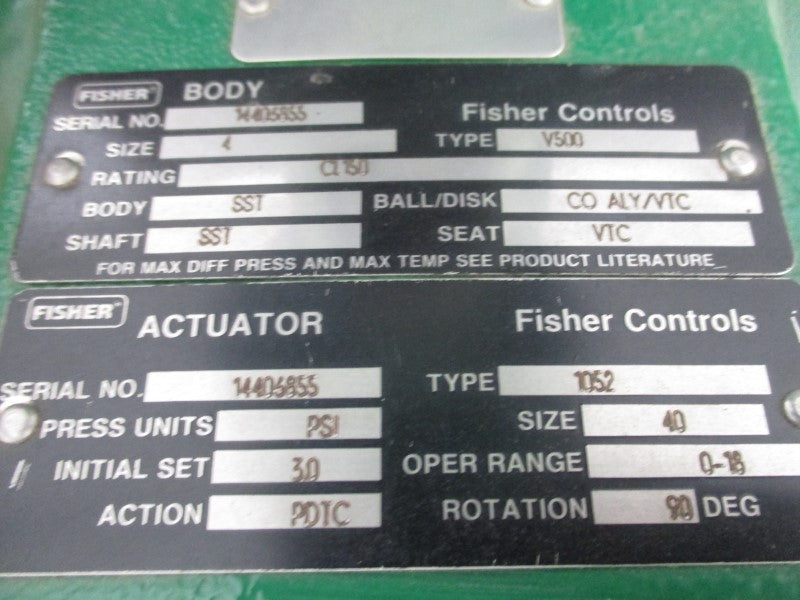 FISHER BODY Fisher Controls
SERIAL NO. 14406855
SIZE 4 TYPE V500
RATING CL150
BODY SST BALL/DISK CO ALY/VTC
SHAFT SST SEAT VTC
FOR MAX DIFF PRESS AND MAX TEMP SEE PRODUCT LITERATURE
FISHER ACTUATOR Fisher Controls
SERIAL NO. 14406855 TYPE 1052
PRESS UNITS PSI SIZE 40
INITIAL SET 3.0 OPER RANGE 0-18
ACTION PDTC ROTATION 90 DEG